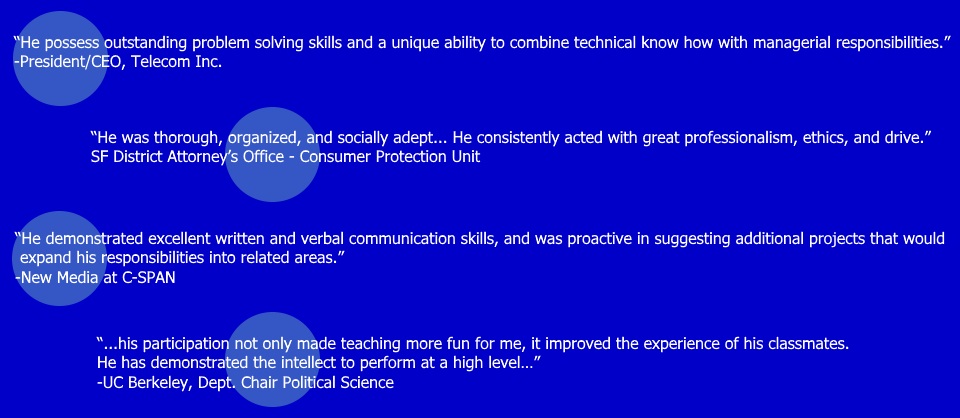 “He possess outstanding problem solving skills and a unique ability to combine technical know how with managerial responsibilities.”
-President/CEO, Telecom Inc.
“He was thorough, organized, and socially adept... He consistently acted with great professionalism, ethics, and drive.”
SF District Attorney’s Office - Consumer Protection Unit
“He demonstrated excellent written and verbal communication skills, and was proactive in suggesting additional projects that would
expand his responsibilities into related areas.”
-New Media at C-SPAN
“...his participation not only made teaching more fun for me, it improved the experience of his classmates.
He has demonstrated the intellect to perform at a high level…”
-UC Berkeley, Dept. Chair Political Science